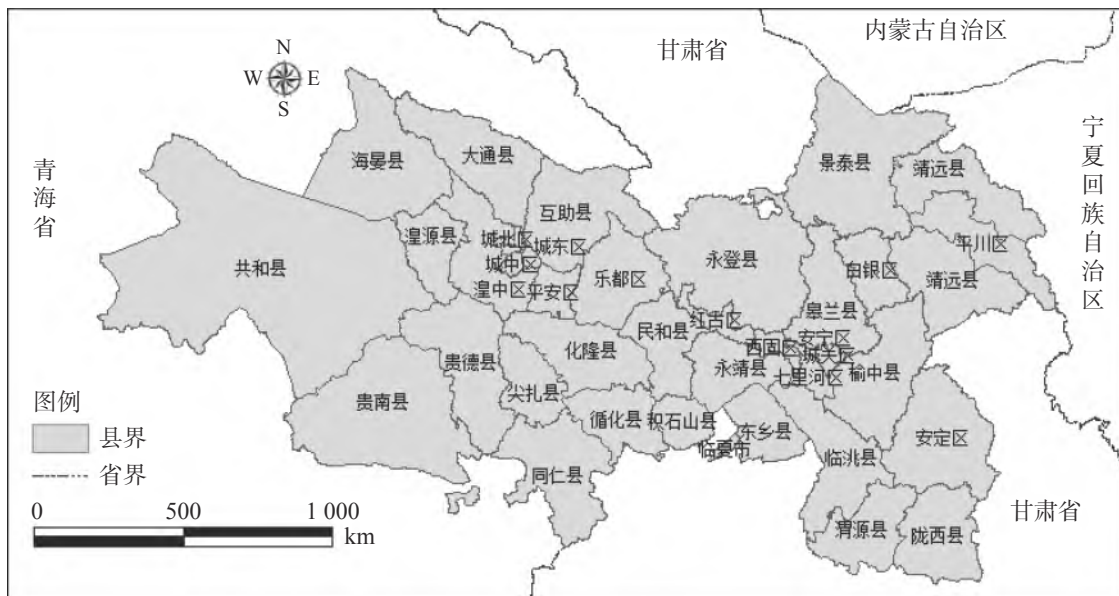 内蒙古自治区
甘肃省
N
W
E
S
宁夏回族自治区
青海省
海晏县
大通县
景泰县
靖远县
互助县
湟源县
城北区
城东区
平川区
共和县
城中区
永登县
白银区
乐都区
靖远县
湟中区
平安区
皋兰县
红古区
民和县
安宁区
西固区
城关区
化隆县
贵德县
永靖县
七里河区
榆中县
尖扎县
贵南县
图例
循化县
积石山县
东乡县
县界
安定区
临夏市
临洮县
省界
同仁县
甘肃省
0
500
1 000
km
渭源县
陇西县